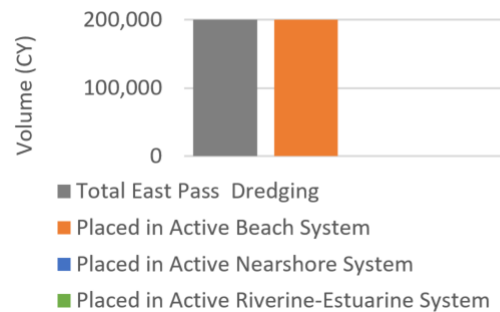 200,000
100,000
0
Volume (CY)
Total East Pass Dredging
Placed in Active Beach System
Placed in Active Nearshore System
Placed in Active Riverine-Estuarine System